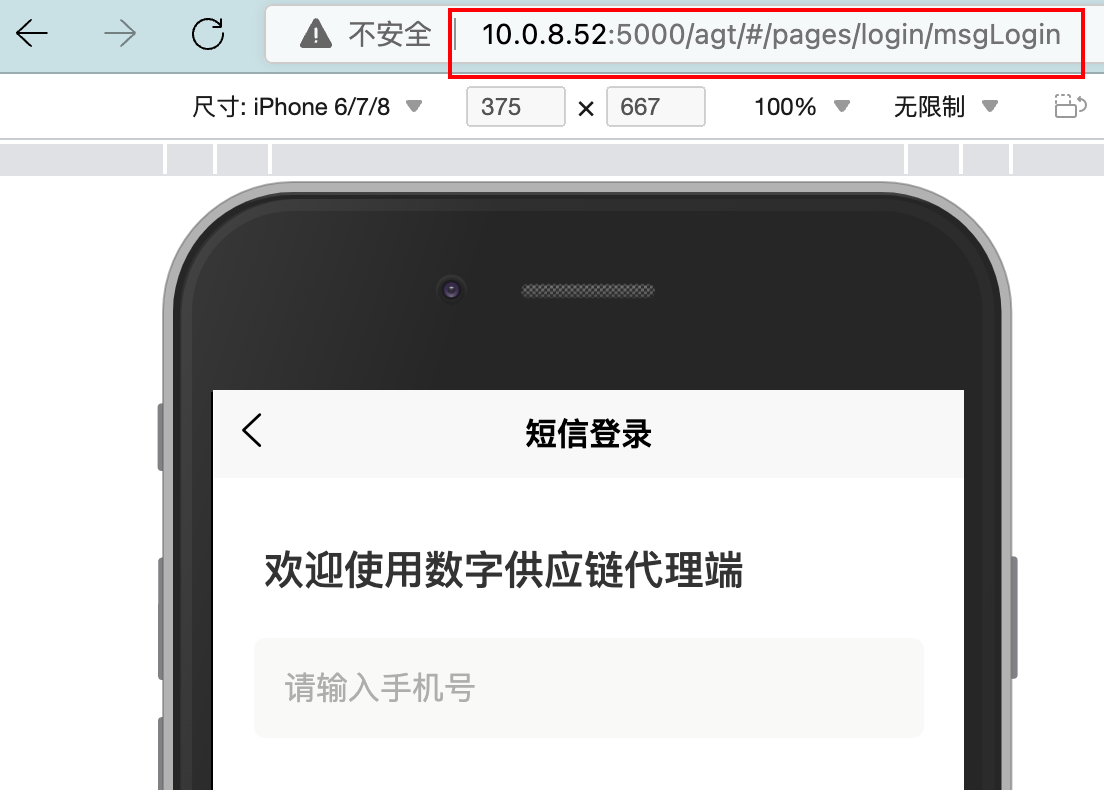 不安全 10.0.8.52:5000/agt/#/pages/login/msgLogin
尺寸: iPhone 6/7/8 375 × 667 100% 无限制
短信登录
欢迎使用数字供应链代理端
请输入手机号